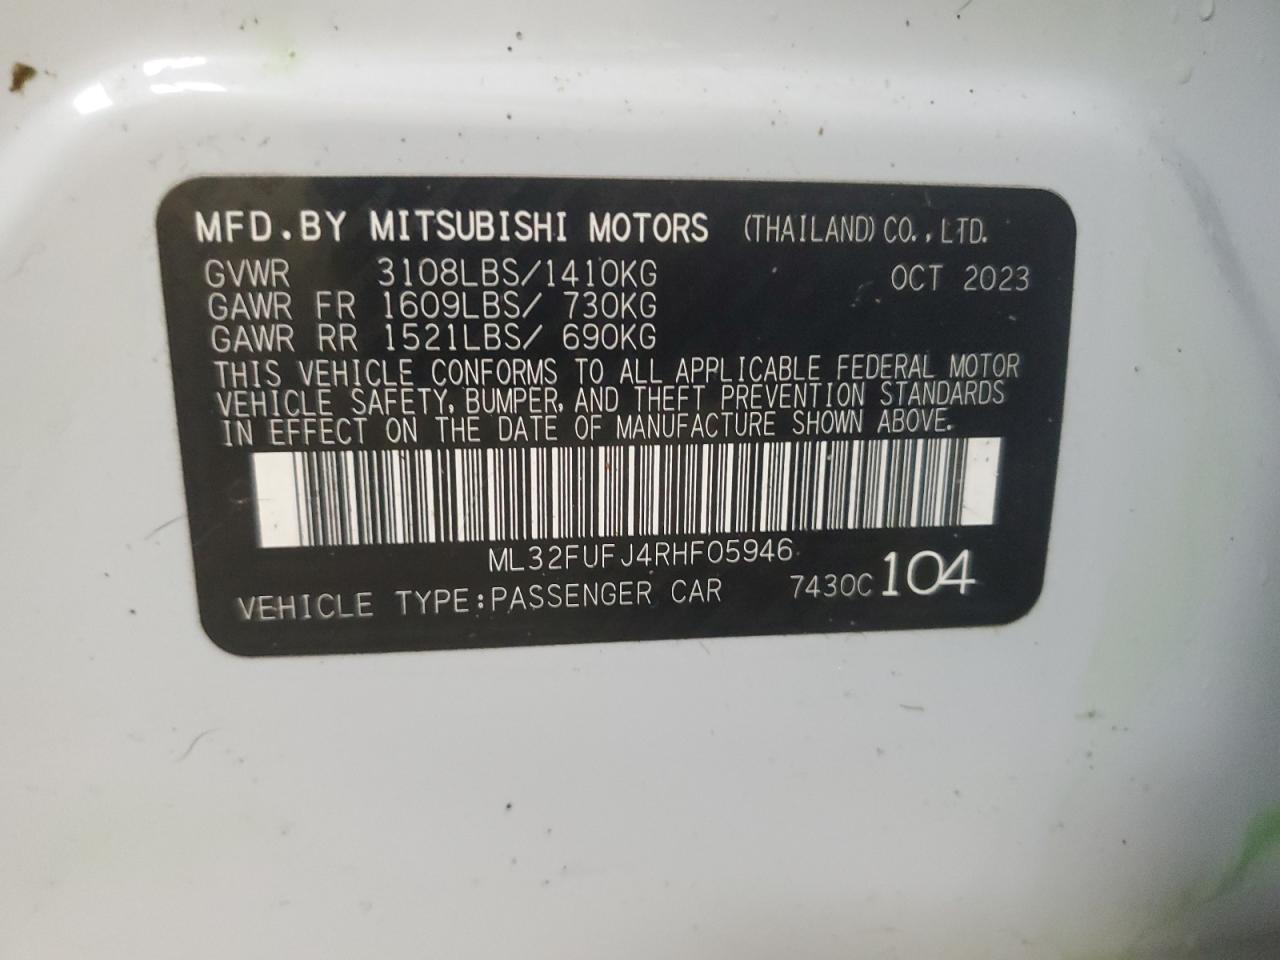 MFD.BY MITSUBISHI MOTORS (THAILAND) CO.,LTD.
GVWR 3108LBS/1410KG OCT 2023
GAWR FR 1609LBS/ 730KG
GAWR RR 1521LBS/ 690KG
THIS VEHICLE CONFORMS TO ALL APPLICABLE FEDERAL MOTOR
VEHICLE SAFETY, BUMPER, AND THEFT PREVENTION STANDARDS
IN EFFECT ON THE DATE OF MANUFACTURE SHOWN ABOVE.
ML32FUFJ4RHF05946
VEHICLE TYPE:PASSENGER CAR 7430C 104